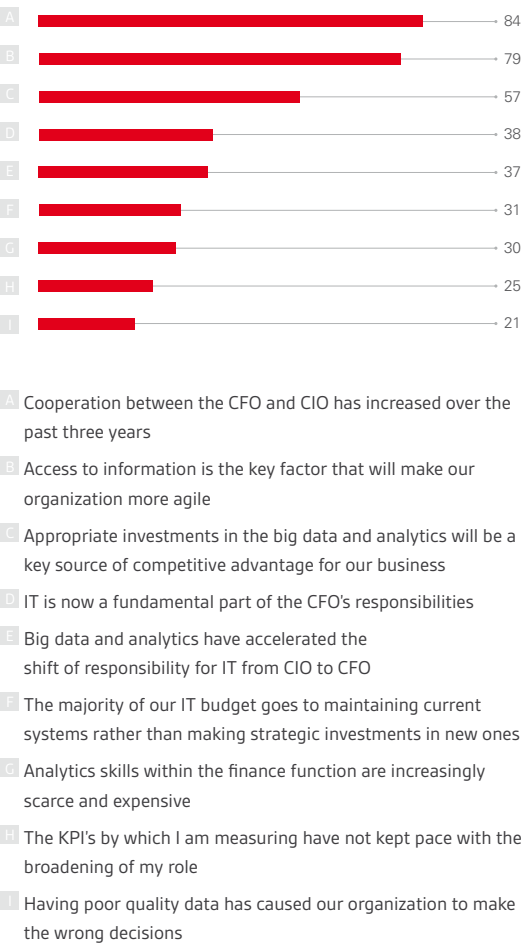 A 84
B 79
C 57
D 38
E 37
F 31
G 30
H 25
I 21
A Cooperation between the CFO and CIO has increased over the
past three years
B Access to information is the key factor that will make our
organization more agile
C Appropriate investments in the big data and analytics will be a
key source of competitive advantage for our business
D IT is now a fundamental part of the CFO's responsibilities
E Big data and analytics have accelerated the
shift of responsibility for IT from CIO to CFO
F The majority of our IT budget goes to maintaining current
systems rather than making strategic investments in new ones
G Analytics skills within the finance function are increasingly
scarce and expensive
H The KPI's by which I am measuring have not kept pace with the
broadening of my role
I Having poor quality data has caused our organization to make
the wrong decisions